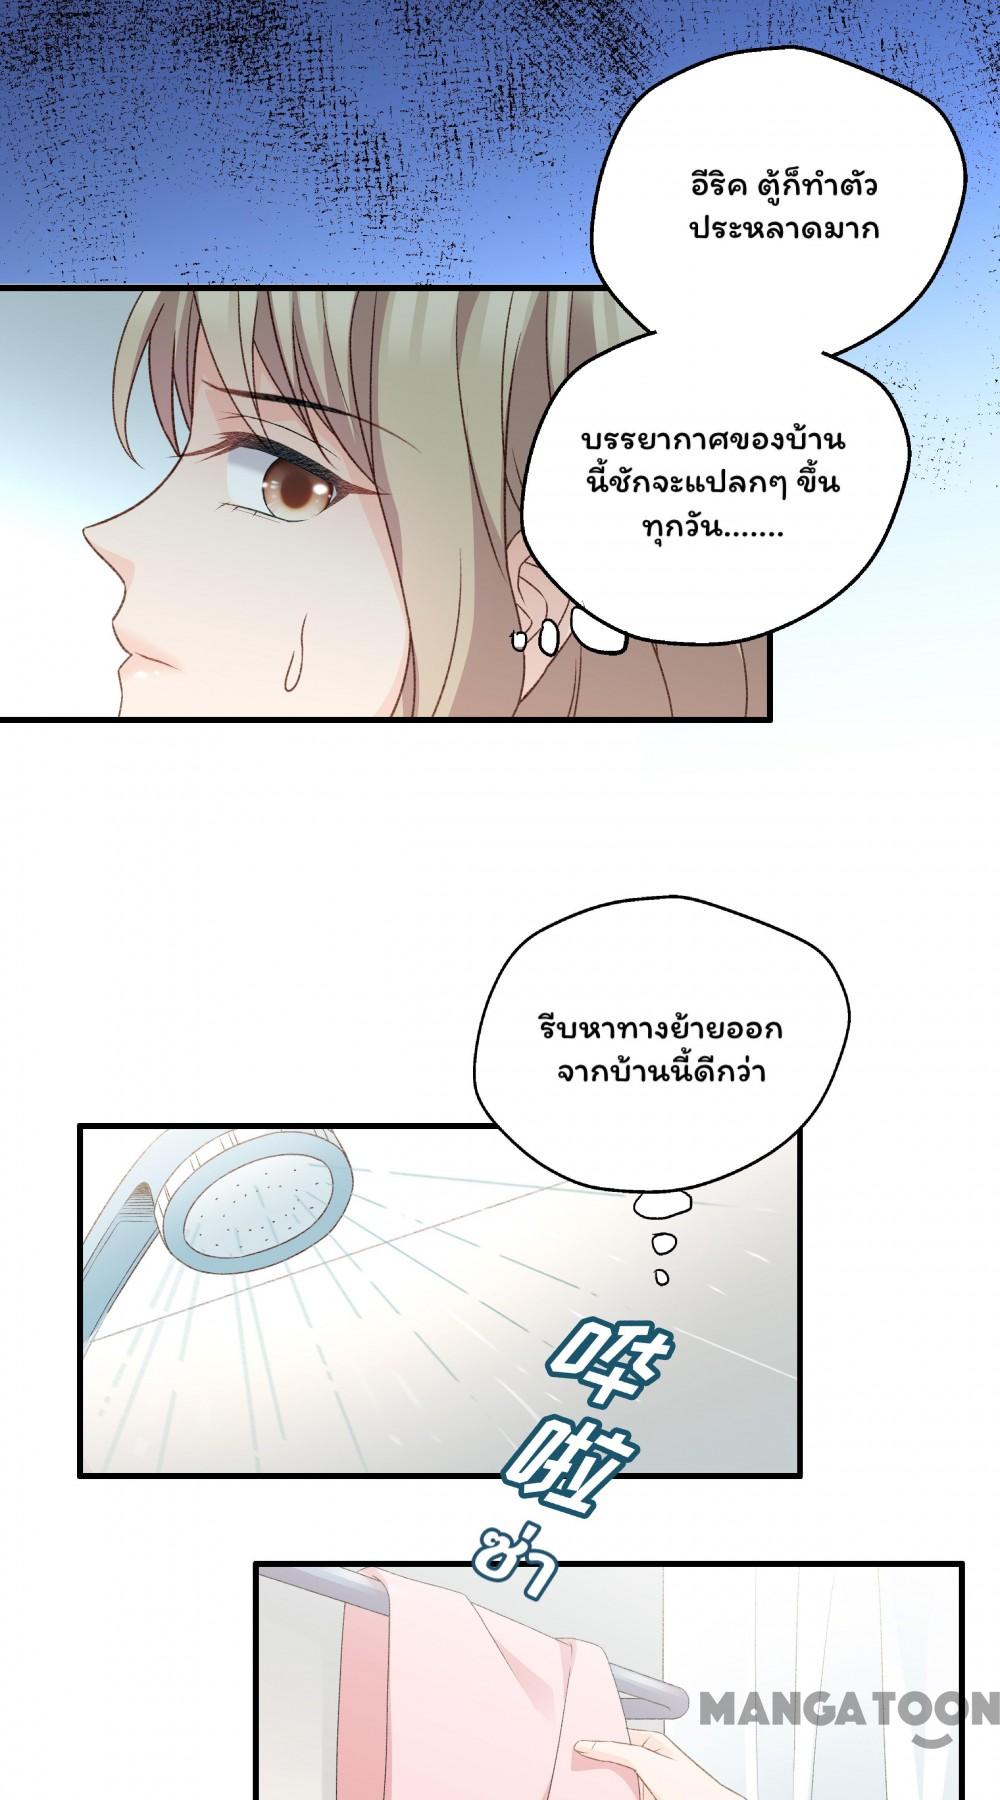 อีริค ตู้ก็ทำตัว
ประหลาดมาก
บรรยากาศของบ้าน
นี้ชักจะแปลกๆ ขึ้น
ทุกวัน.......
รีบหาทางย้ายออก
จากบ้านนี้ดีกว่า
哗
啦
ซ่า
MANGATOON